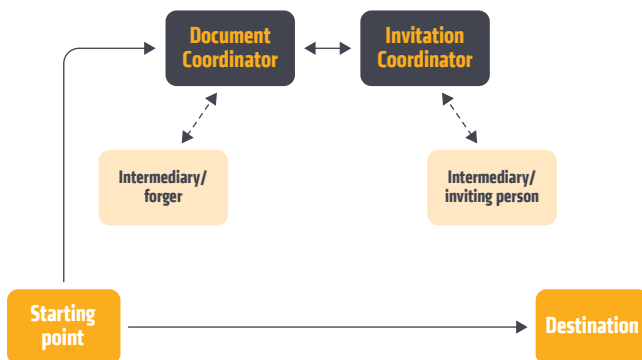 Document
Coordinator
Invitation
Coordinator
Intermediary/
forger
Intermediary/
inviting person
Starting
point
Destination